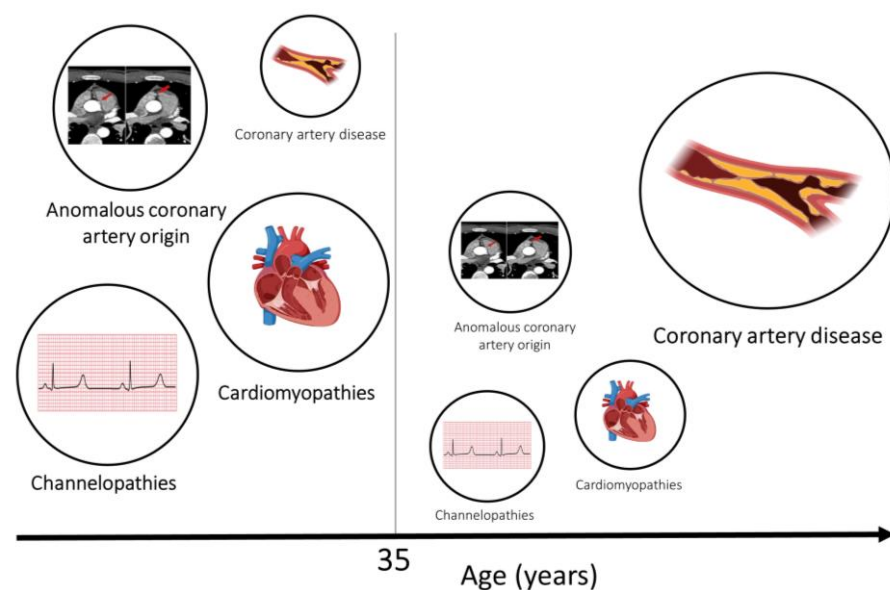 Coronary artery disease
Anomalous coronary
artery origin
Cardiomyopathies
Channelopathies
Anomalous coronary
artery origin
Coronary artery disease
Cardiomyopathies
Channelopathies
35
Age (years)